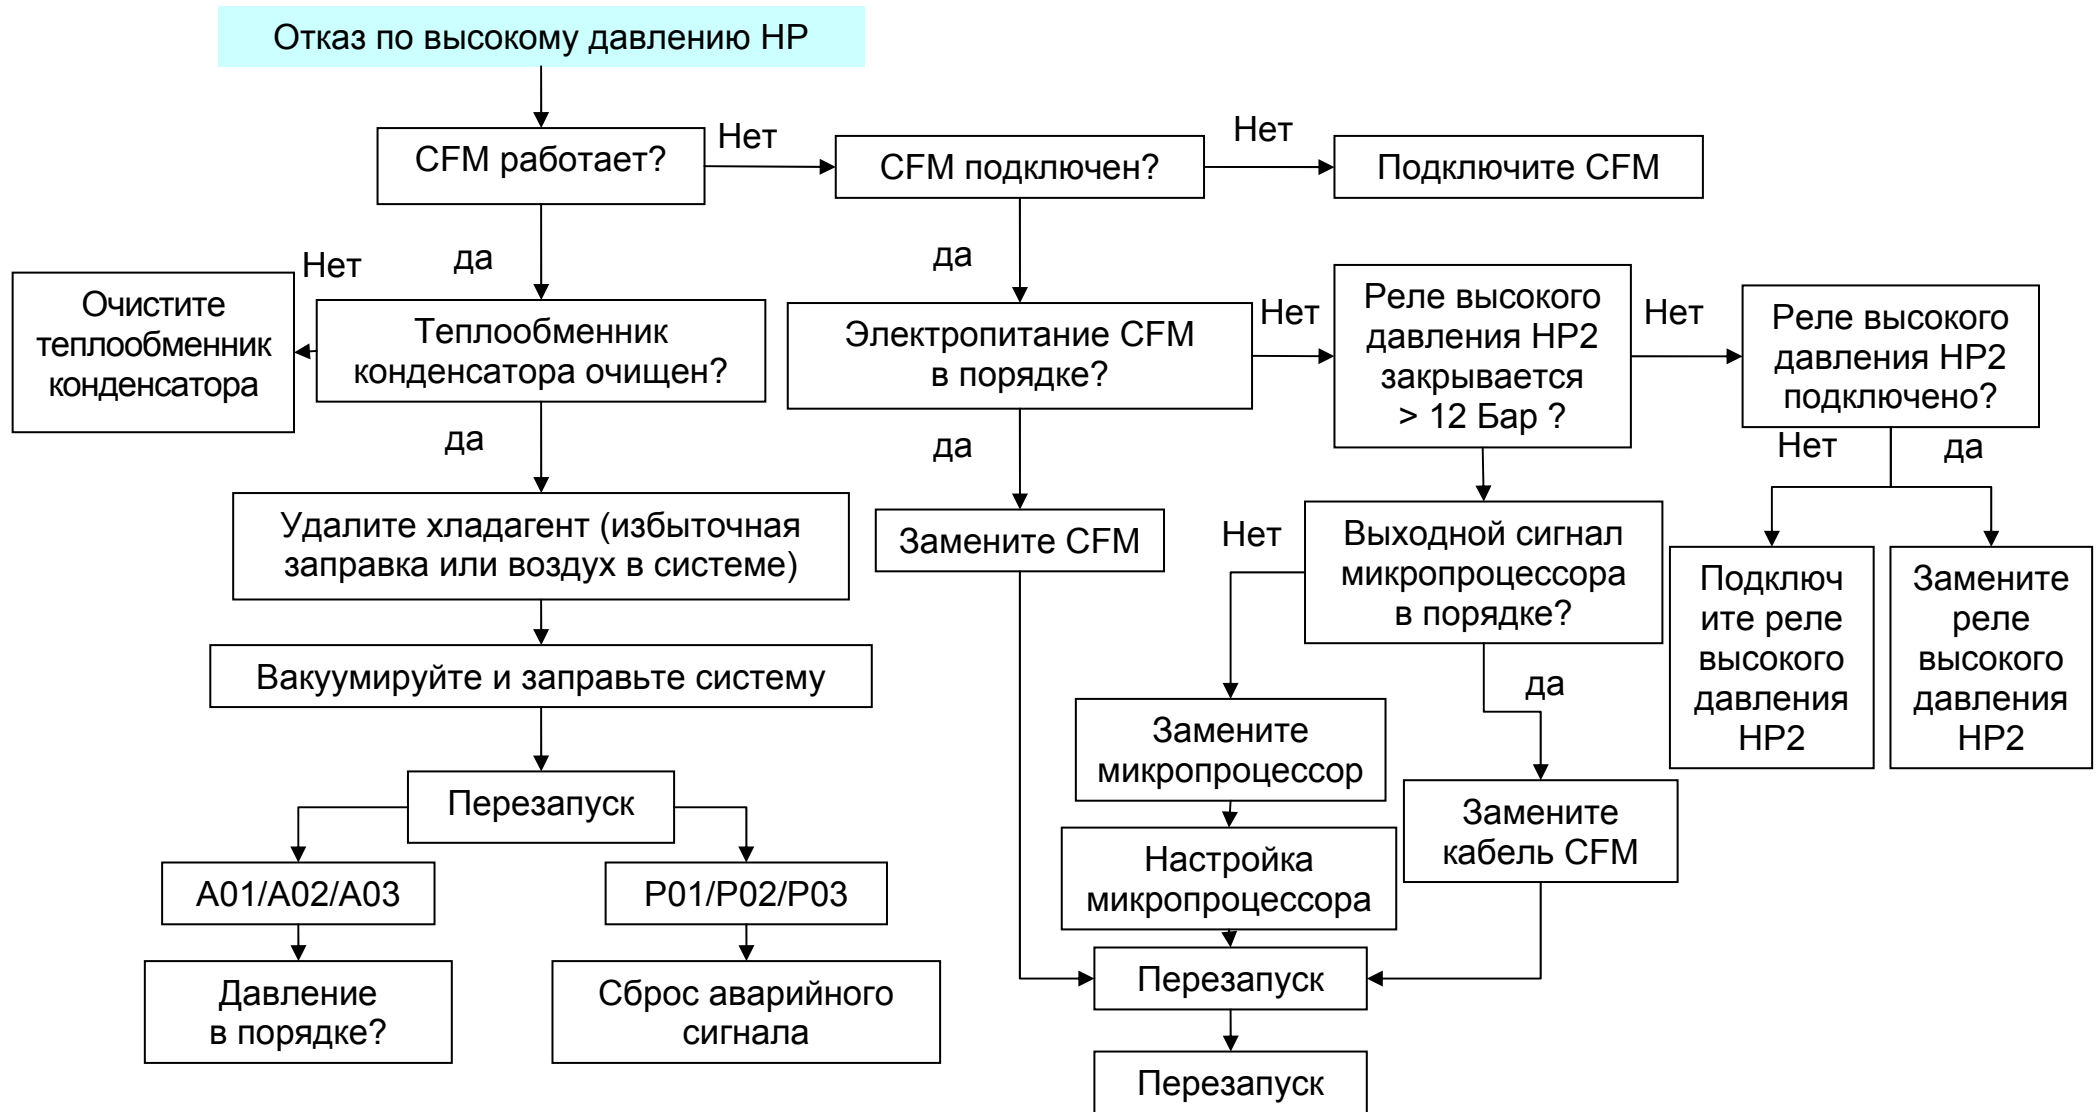 Отказ по высокому давлению HP
CFM работает?
Нет
CFM подключен?
Нет
Подключите CFM
Нет
да
да
Очистите
теплообменник
конденсатора
Теплообменник
конденсатора очищен?
Электропитание CFM
в порядке?
Нет
Реле высокого
давления HP2
закрывается
> 12 Бар ?
Нет
Реле высокого
давления HP2
подключено?
да
да
Нет
да
Удалите хладагент (избыточная
заправка или воздух в системе)
Замените CFM
Нет
Выходной сигнал
микропроцессора
в порядке?
Подключ
ите реле
высокого
давления
HP2
Замените
реле
высокого
давления
HP2
Вакуумируйте и заправьте систему
да
Замените
микропроцессор
Перезапуск
Замените
кабель CFM
Настройка
микропроцессора
A01/A02/A03
P01/P02/P03
Давление
в порядке?
Сброс аварийного
сигнала
Перезапуск
Перезапуск